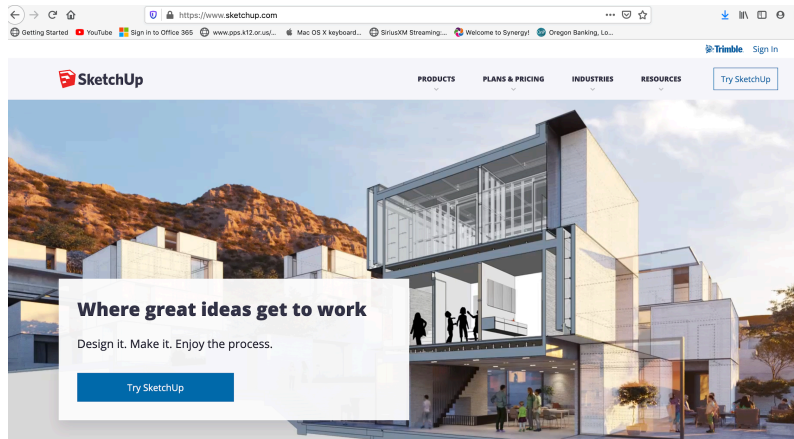 https://www.sketchup.com
Getting Started YouTube Sign in to Office 365 www.pps.k12.or.us/... Mac OS X keyboard... SiriusXM Streaming:... Welcome to Synergy! Oregon Banking, Lo...
Trimble Sign In
SketchUp PRODUCTS PLANS & PRICING INDUSTRIES RESOURCES Try SketchUp
Where great ideas get to work
Design it. Make it. Enjoy the process.
Try SketchUp